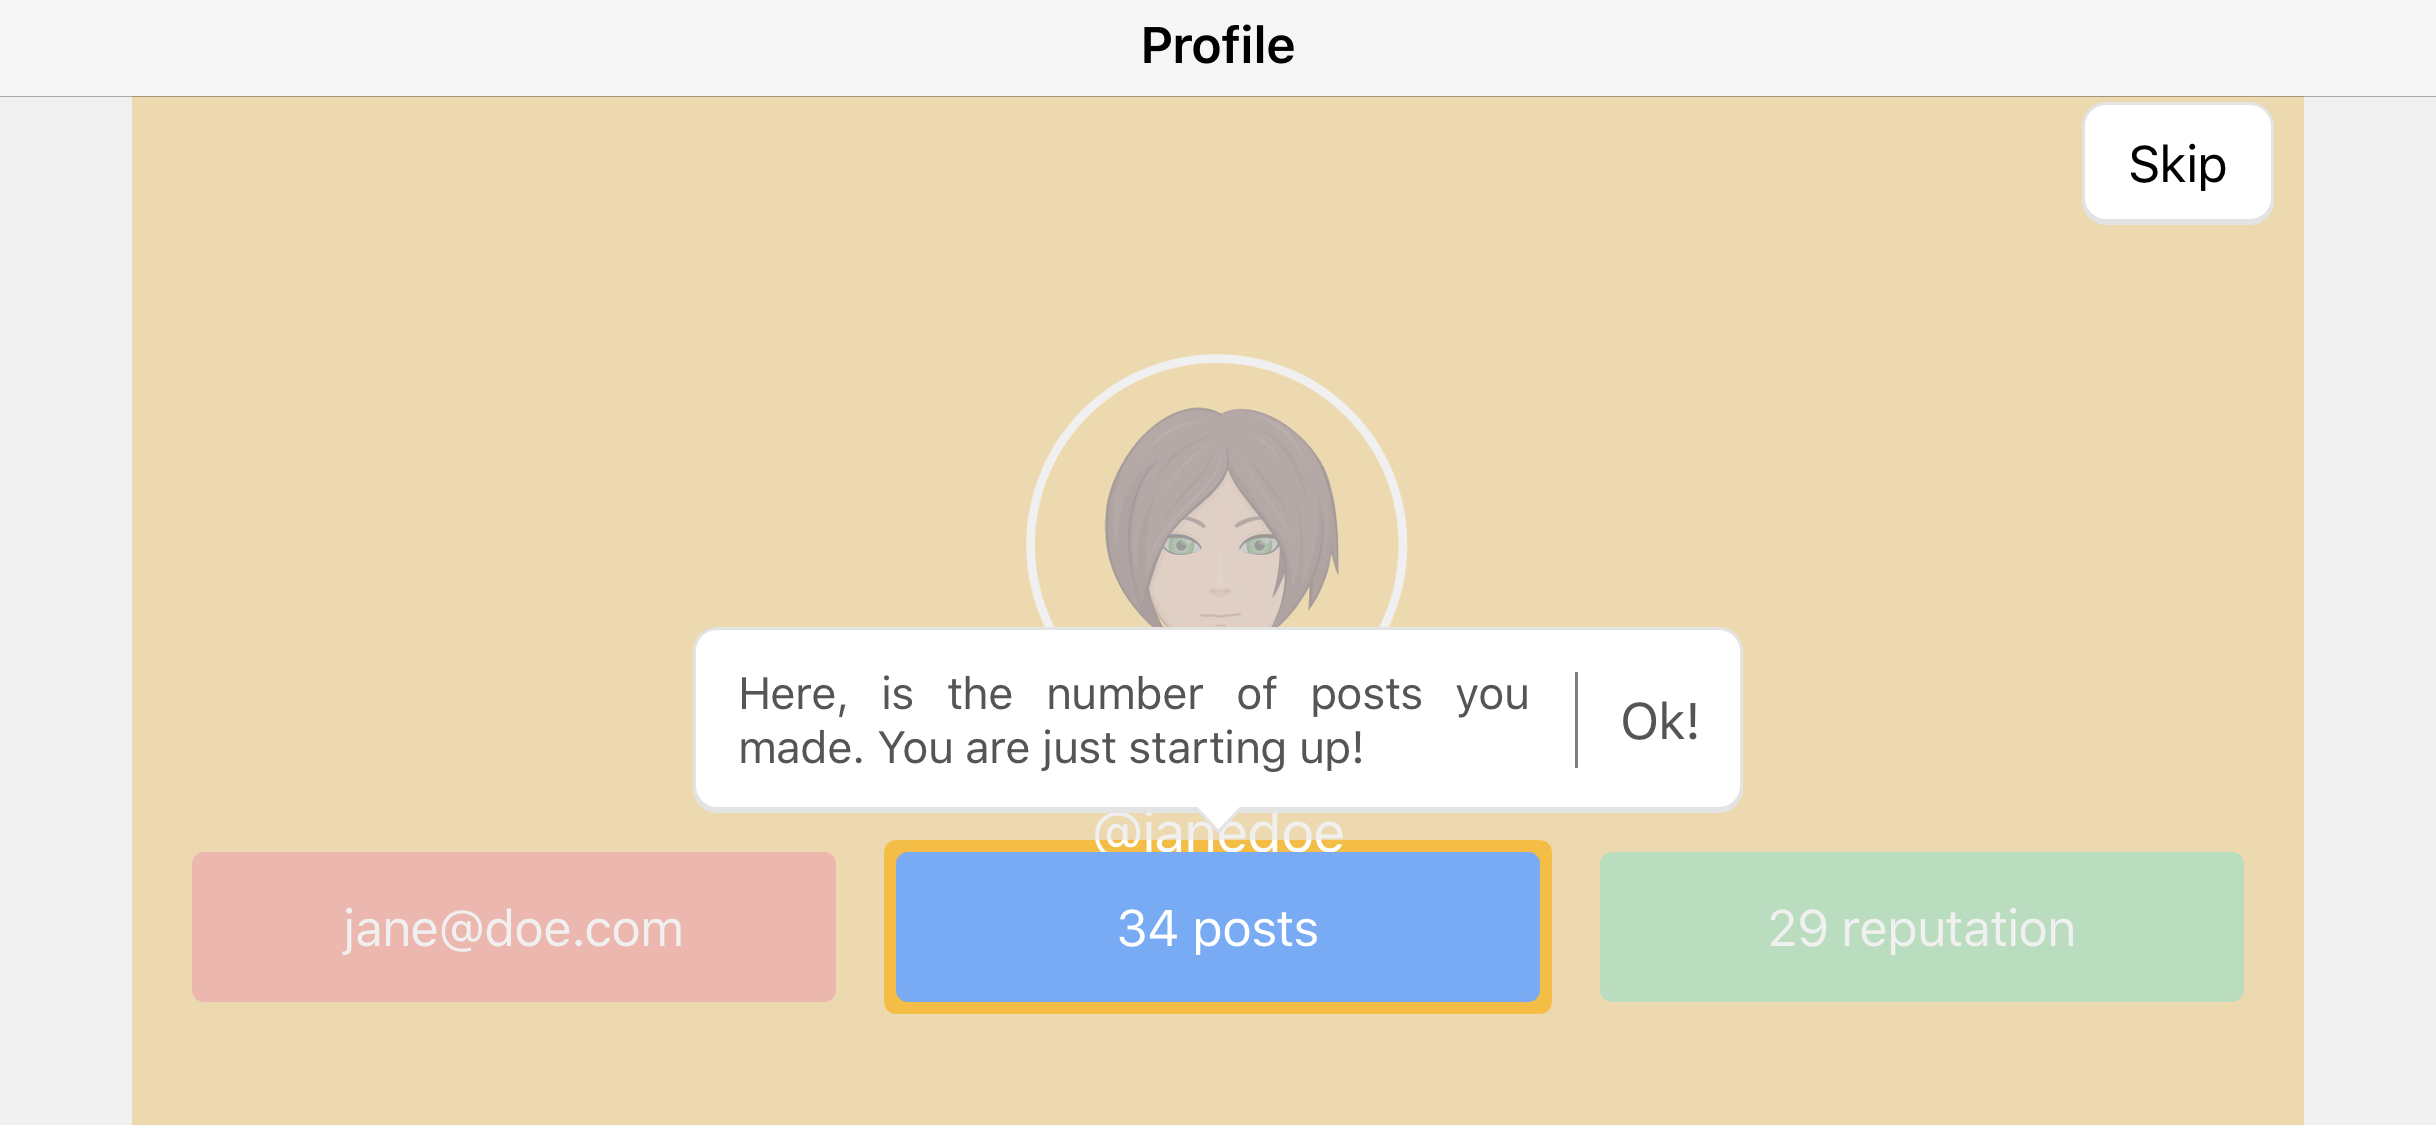 Profile
Skip
Here, is the number of posts you
made. You are just starting up!
Ok!
@janedoe
jane@doe.com
34 posts
29 reputation